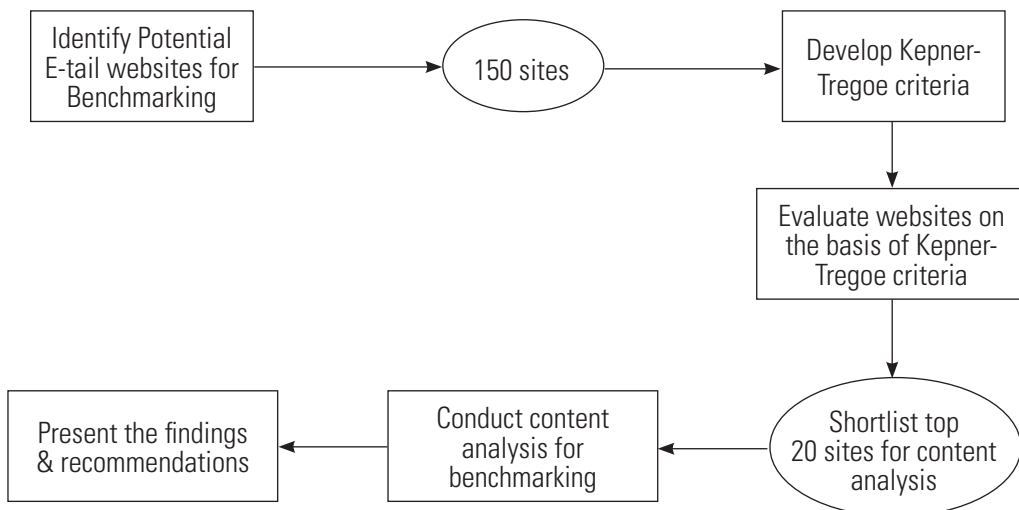 Identify Potential
E-tail websites for
Benchmarking
150 sites
Develop Kepner-
Tregoe criteria
Evaluate websites on
the basis of Kepner-
Tregoe criteria
Shortlist top
20 sites for content
analysis
Conduct content
analysis for
benchmarking
Present the findings
& recommendations